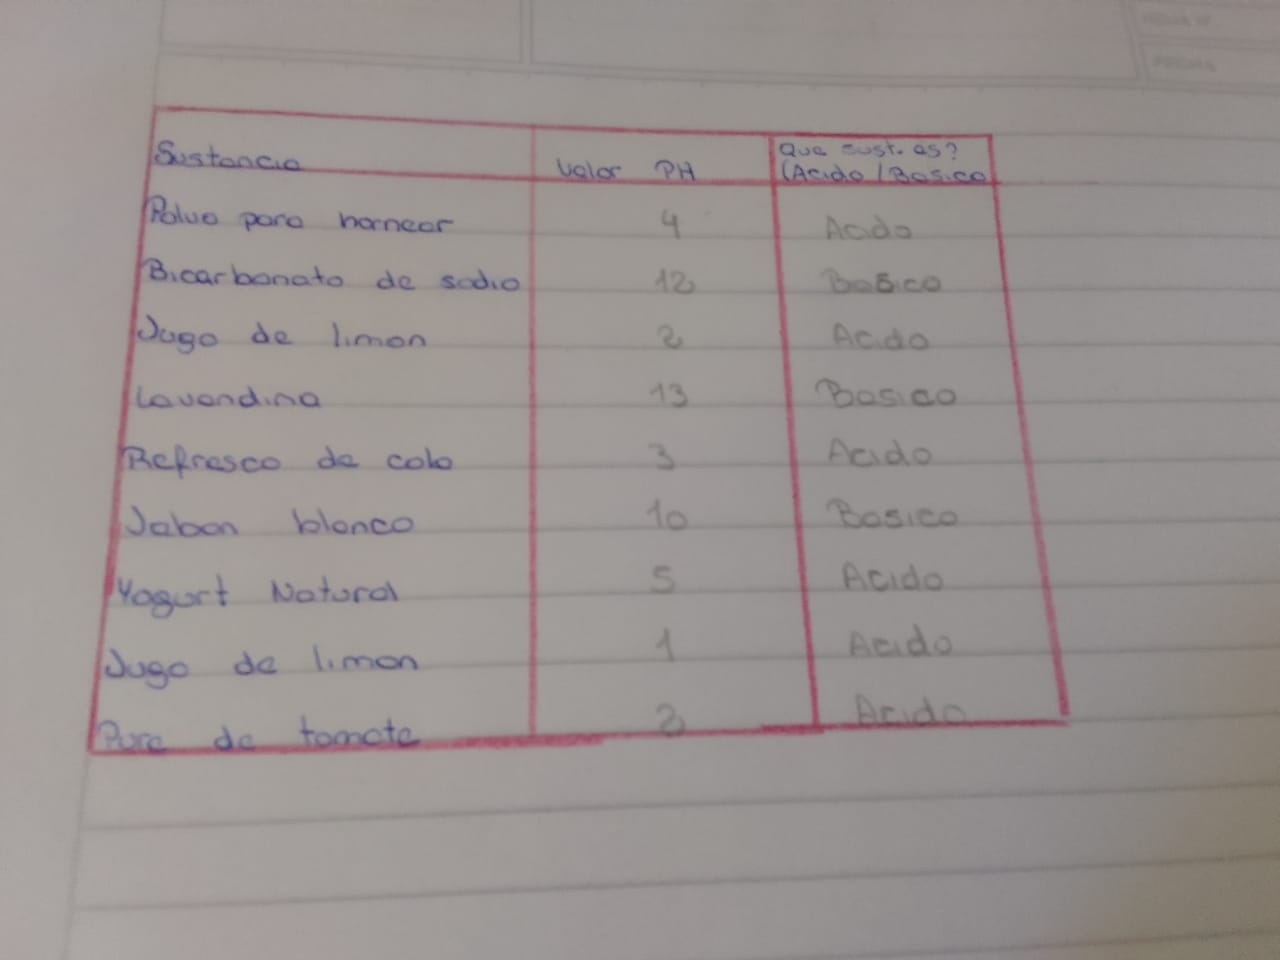 Sustancia Valor PH Que sust. es?
(Acido / Basico
Polvo para hornear 4 Acido
Bicarbonato de sodio 12 Basico
Jugo de limon 2 Acido
Lavandina 13 Basico
Refresco de cola 3 Acido
Jabon blanco 10 Basico
Yogurt Natural 5 Acido
Jugo de limon 1 Acido
Pure de tomate 2 Acido